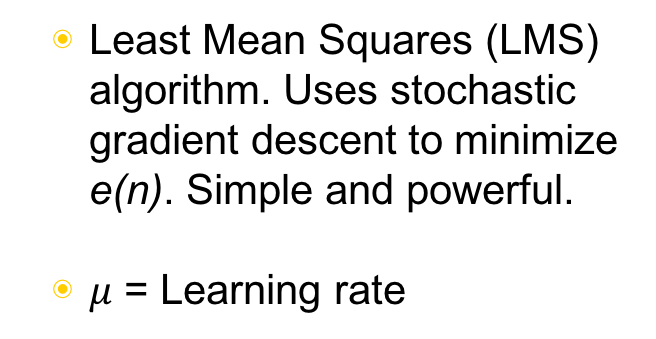 Least Mean Squares (LMS)
algorithm. Uses stochastic
gradient descent to minimize
e(n). Simple and powerful.
μ = Learning rate